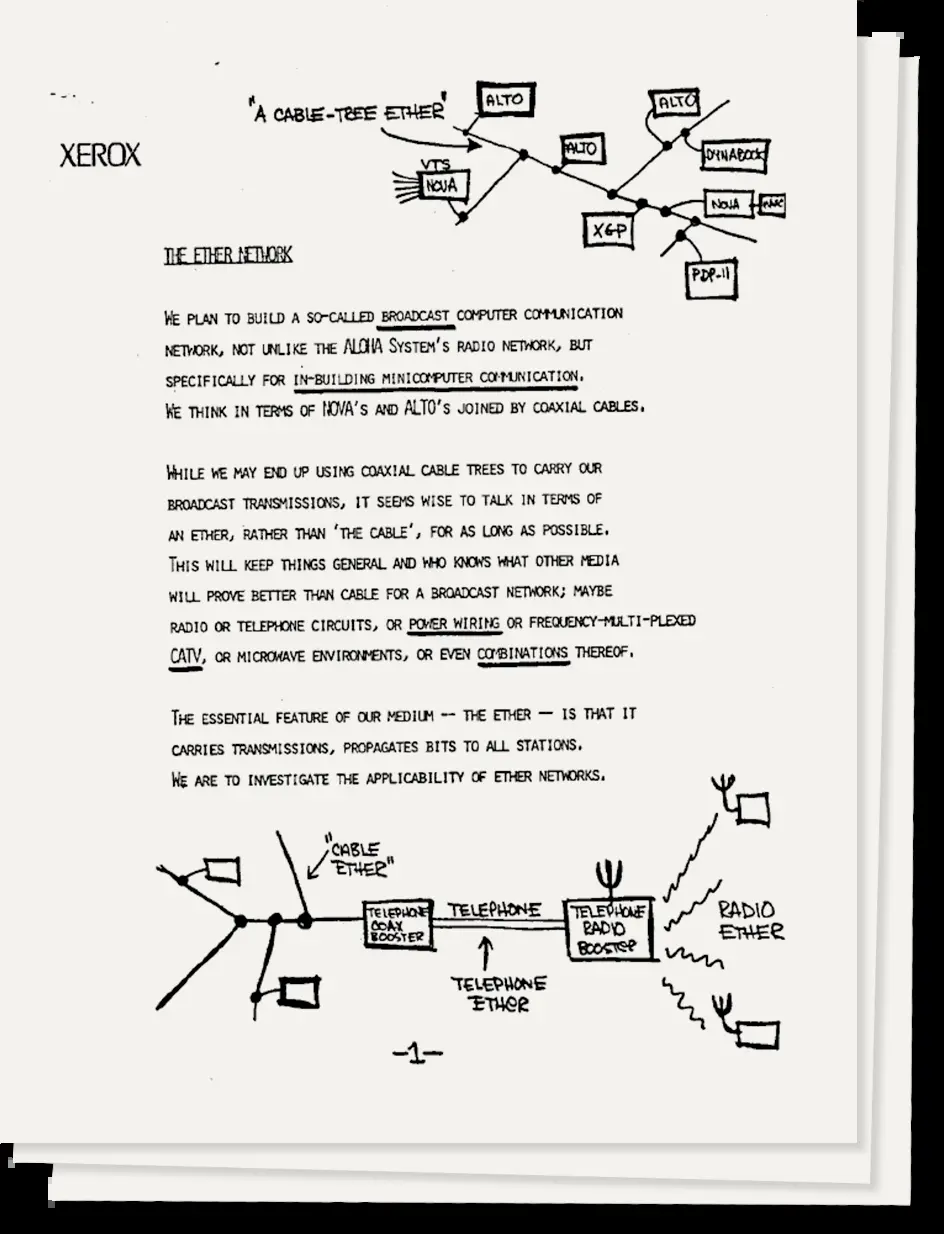 "A CABLE-TREE ETHER"
ALTO
ALTO
ALTO
DYNABOOK
XEROX
VTS
NOVA
NOVA
XGP
PDP-11
THE ETHER NETWORK
WE PLAN TO BUILD A SO-CALLED BROADCAST COMPUTER COMMUNICATION
NETWORK, NOT UNLIKE THE ALOHA SYSTEM'S RADIO NETWORK, BUT
SPECIFICALLY FOR IN-BUILDING MINICOMPUTER COMMUNICATION.
WE THINK IN TERMS OF NOVA'S AND ALTO'S JOINED BY COAXIAL CABLES.
WHILE WE MAY END UP USING COAXIAL CABLE TREES TO CARRY OUR
BROADCAST TRANSMISSIONS, IT SEEMS WISE TO TALK IN TERMS OF
AN ETHER, RATHER THAN 'THE CABLE', FOR AS LONG AS POSSIBLE.
THIS WILL KEEP THINGS GENERAL AND WHO KNOWS WHAT OTHER MEDIA
WILL PROVE BETTER THAN CABLE FOR A BROADCAST NETWORK; MAYBE
RADIO OR TELEPHONE CIRCUITS, OR POWER WIRING OR FREQUENCY-MULTI-PLEXED
CATV, OR MICROWAVE ENVIRONMENTS, OR EVEN COMBINATIONS THEREOF.
THE ESSENTIAL FEATURE OF OUR MEDIUM -- THE ETHER — IS THAT IT
CARRIES TRANSMISSIONS, PROPAGATES BITS TO ALL STATIONS.
WE ARE TO INVESTIGATE THE APPLICABILITY OF ETHER NETWORKS.
"CABLE
ETHER"
TELEPHONE
COAX
BOOSTER
TELEPHONE
TELEPHONE
ETHER
TELEPHONE
RADIO
BOOSTER
RADIO
ETHER
-1-